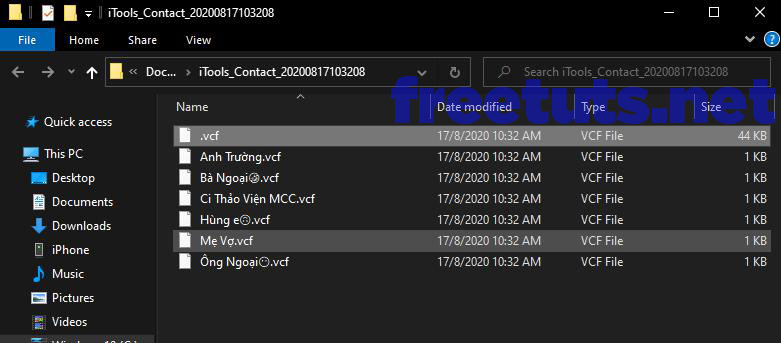 iTools_Contact_20200817103208
File Home Share View
Doc... iTools_Contact_20200817103208 Search iTools_Contact_20200817103208
freetuts.net
Name Date modified Type Size
Quick access
This PC
Desktop
Documents
Downloads
iPhone
Music
Pictures
Videos
.vcf 17/8/2020 10:32 AM VCF File 44 KB
Anh Trường.vcf 17/8/2020 10:32 AM VCF File 1 KB
Bà Ngoại😪.vcf 17/8/2020 10:32 AM VCF File 1 KB
Ci Thảo Viện MCC.vcf 17/8/2020 10:32 AM VCF File 1 KB
Hùng e🙃.vcf 17/8/2020 10:32 AM VCF File 1 KB
Mẹ Vợ.vcf 17/8/2020 10:32 AM VCF File 1 KB
Ông Ngoại😶.vcf 17/8/2020 10:32 AM VCF File 1 KB